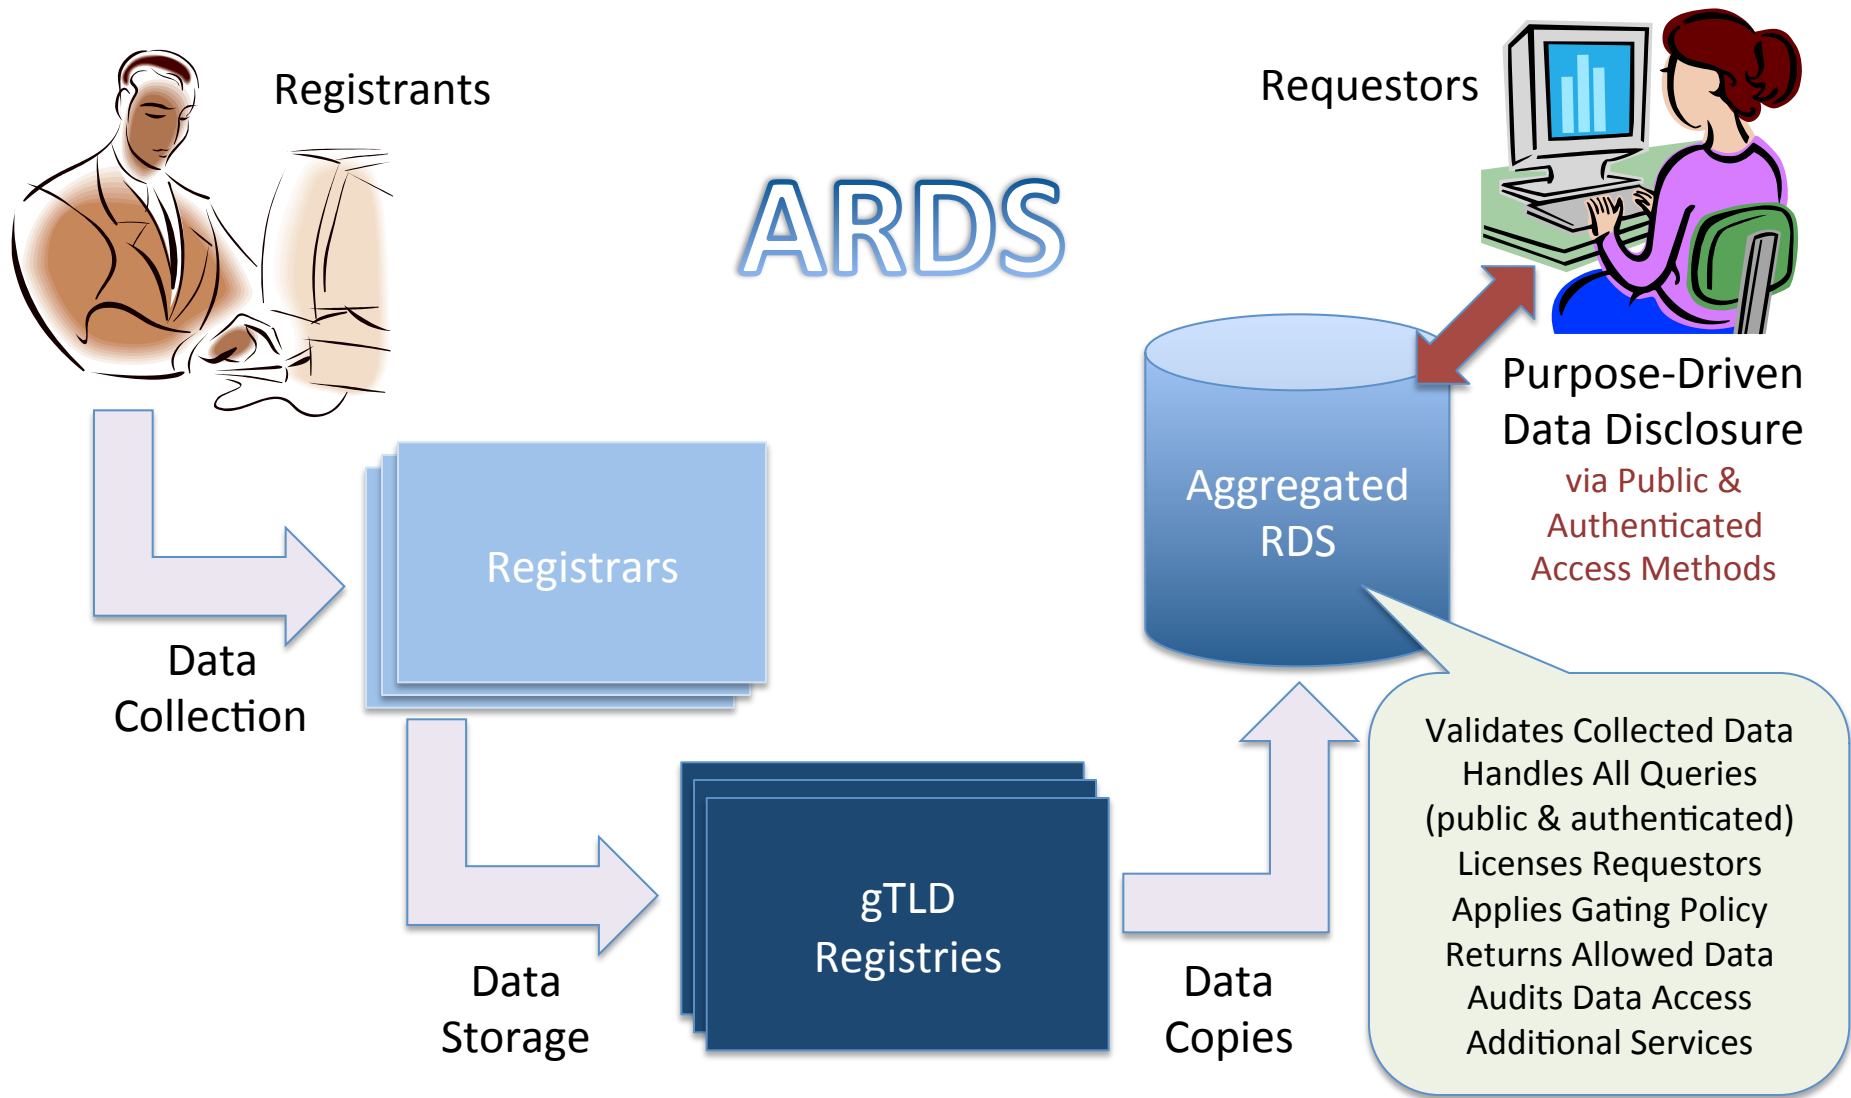 Registrants
Requestors
ARDS
Purpose-Driven
Data Disclosure
via Public &
Authenticated
Access Methods
Aggregated
RDS
Registrars
Data
Collection
gTLD
Registries
Data
Storage
Data
Copies
Validates Collected Data
Handles All Queries
(public & authenticated)
Licenses Requestors
Applies Gating Policy
Returns Allowed Data
Audits Data Access
Additional Services